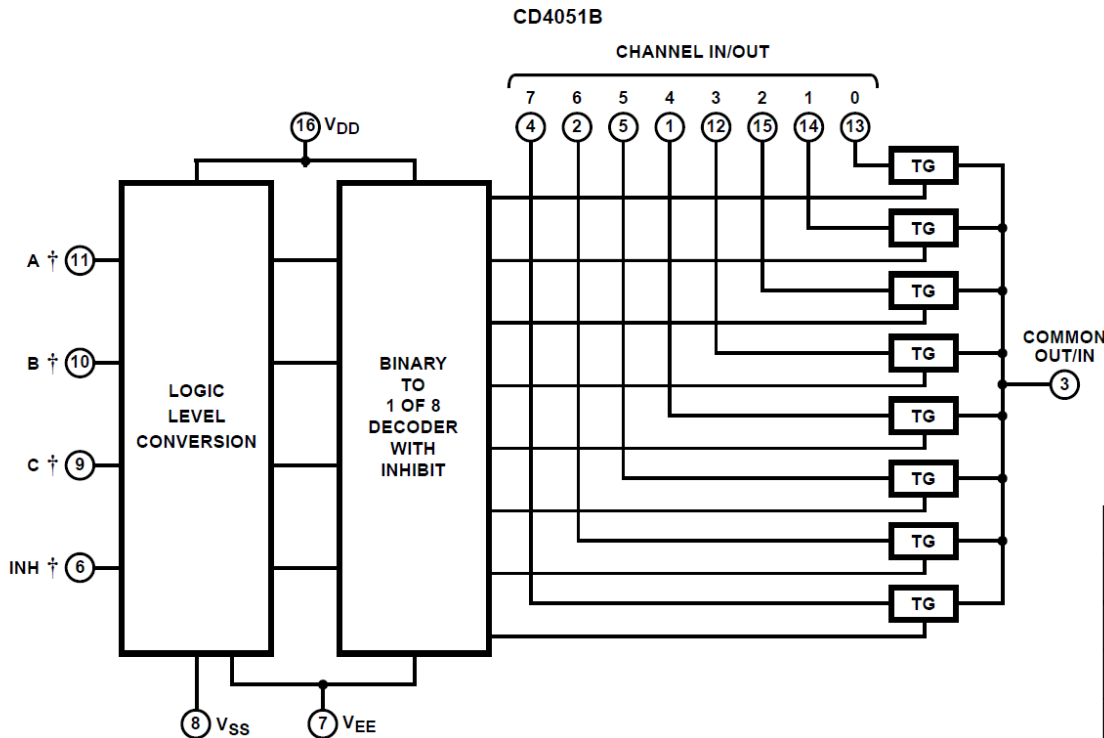 CD4051B
CHANNEL IN/OUT
7 6 5 4 3 2 1 0
4 2 5 1 12 15 14 13
16 VDD
TG
TG
TG
TG
TG
TG
TG
TG
A † 11
B † 10
C † 9
INH † 6
LOGIC
LEVEL
CONVERSION
BINARY
TO
1 OF 8
DECODER
WITH
INHIBIT
COMMON
OUT/IN
3
8 VSS
7 VEE